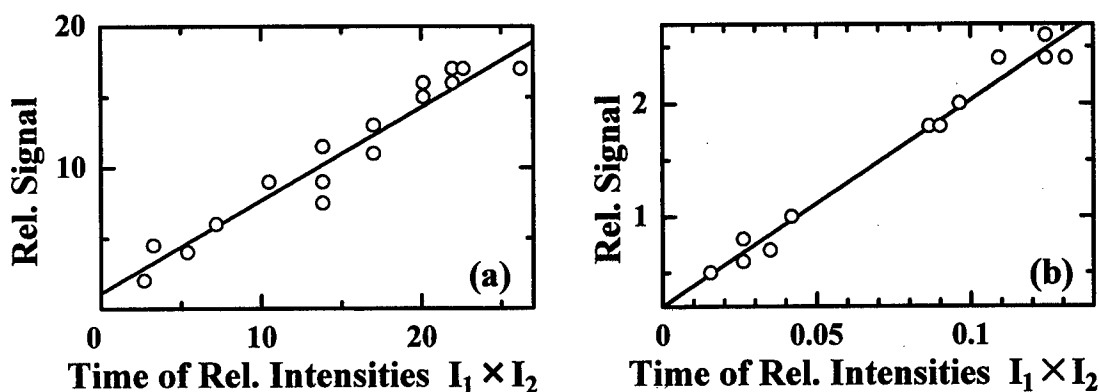 20
10
Rel. Signal
(a)
0 10 20
Time of Rel. Intensities I₁ × I₂
2
1
Rel. Signal
(b)
0 0.05 0.1
Time of Rel. Intensities I₁ × I₂